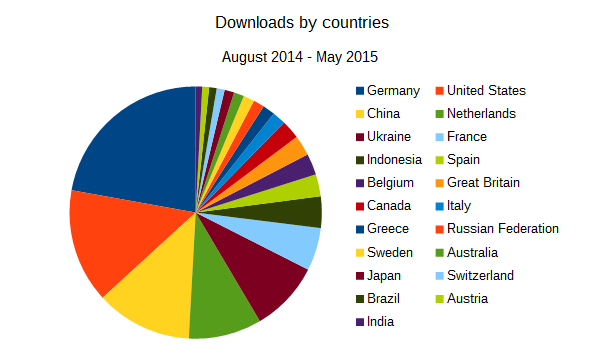 Downloads by countries
August 2014 - May 2015
Germany United States
China Netherlands
Ukraine France
Indonesia Spain
Belgium Great Britain
Canada Italy
Greece Russian Federation
Sweden Australia
Japan Switzerland
Brazil Austria
India